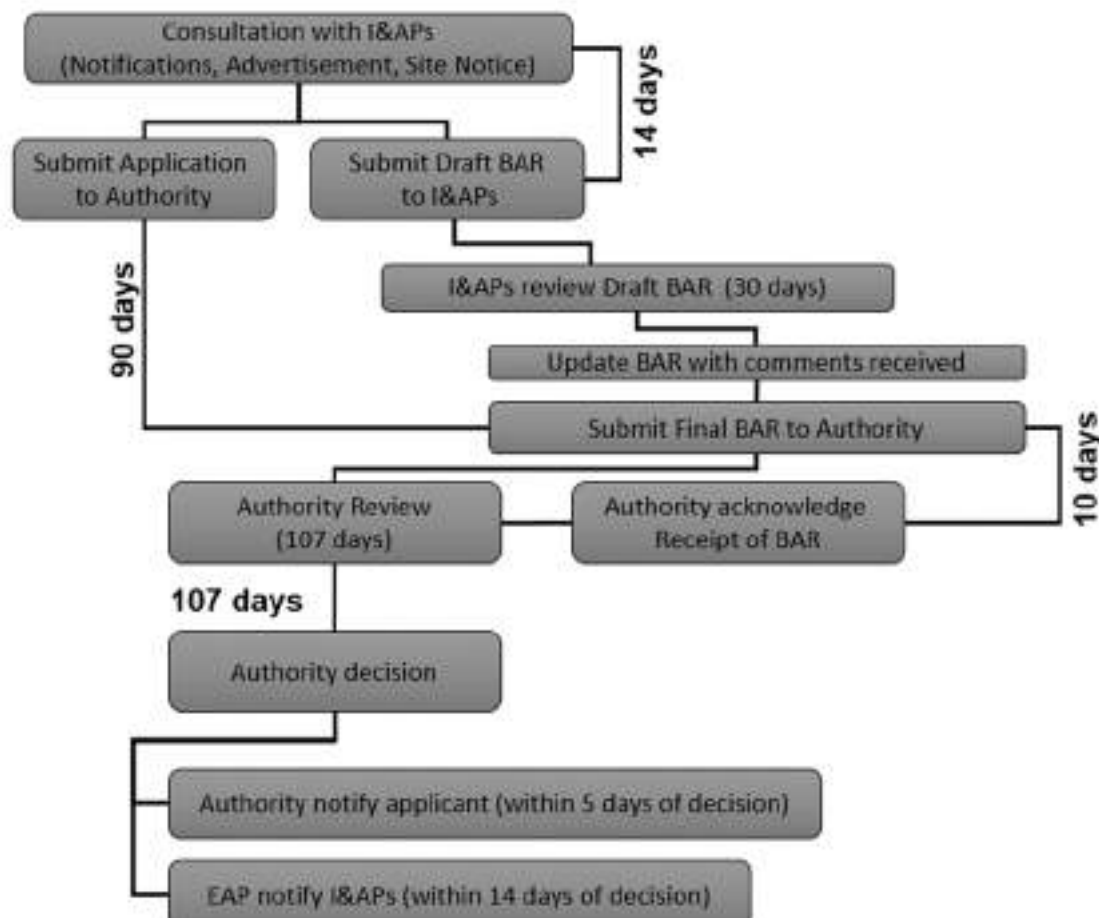 Consultation with I&APs
(Notifications, Advertisement, Site Notice)
14 days
Submit Application
to Authority
Submit Draft BAR
to I&APs
90 days
I&APs review Draft BAR (30 days)
Update BAR with comments received
Submit Final BAR to Authority
10 days
Authority Review
(107 days)
Authority acknowledge
Receipt of BAR
107 days
Authority decision
Authority notify applicant (within 5 days of decision)
EAP notify I&APs (within 14 days of decision)